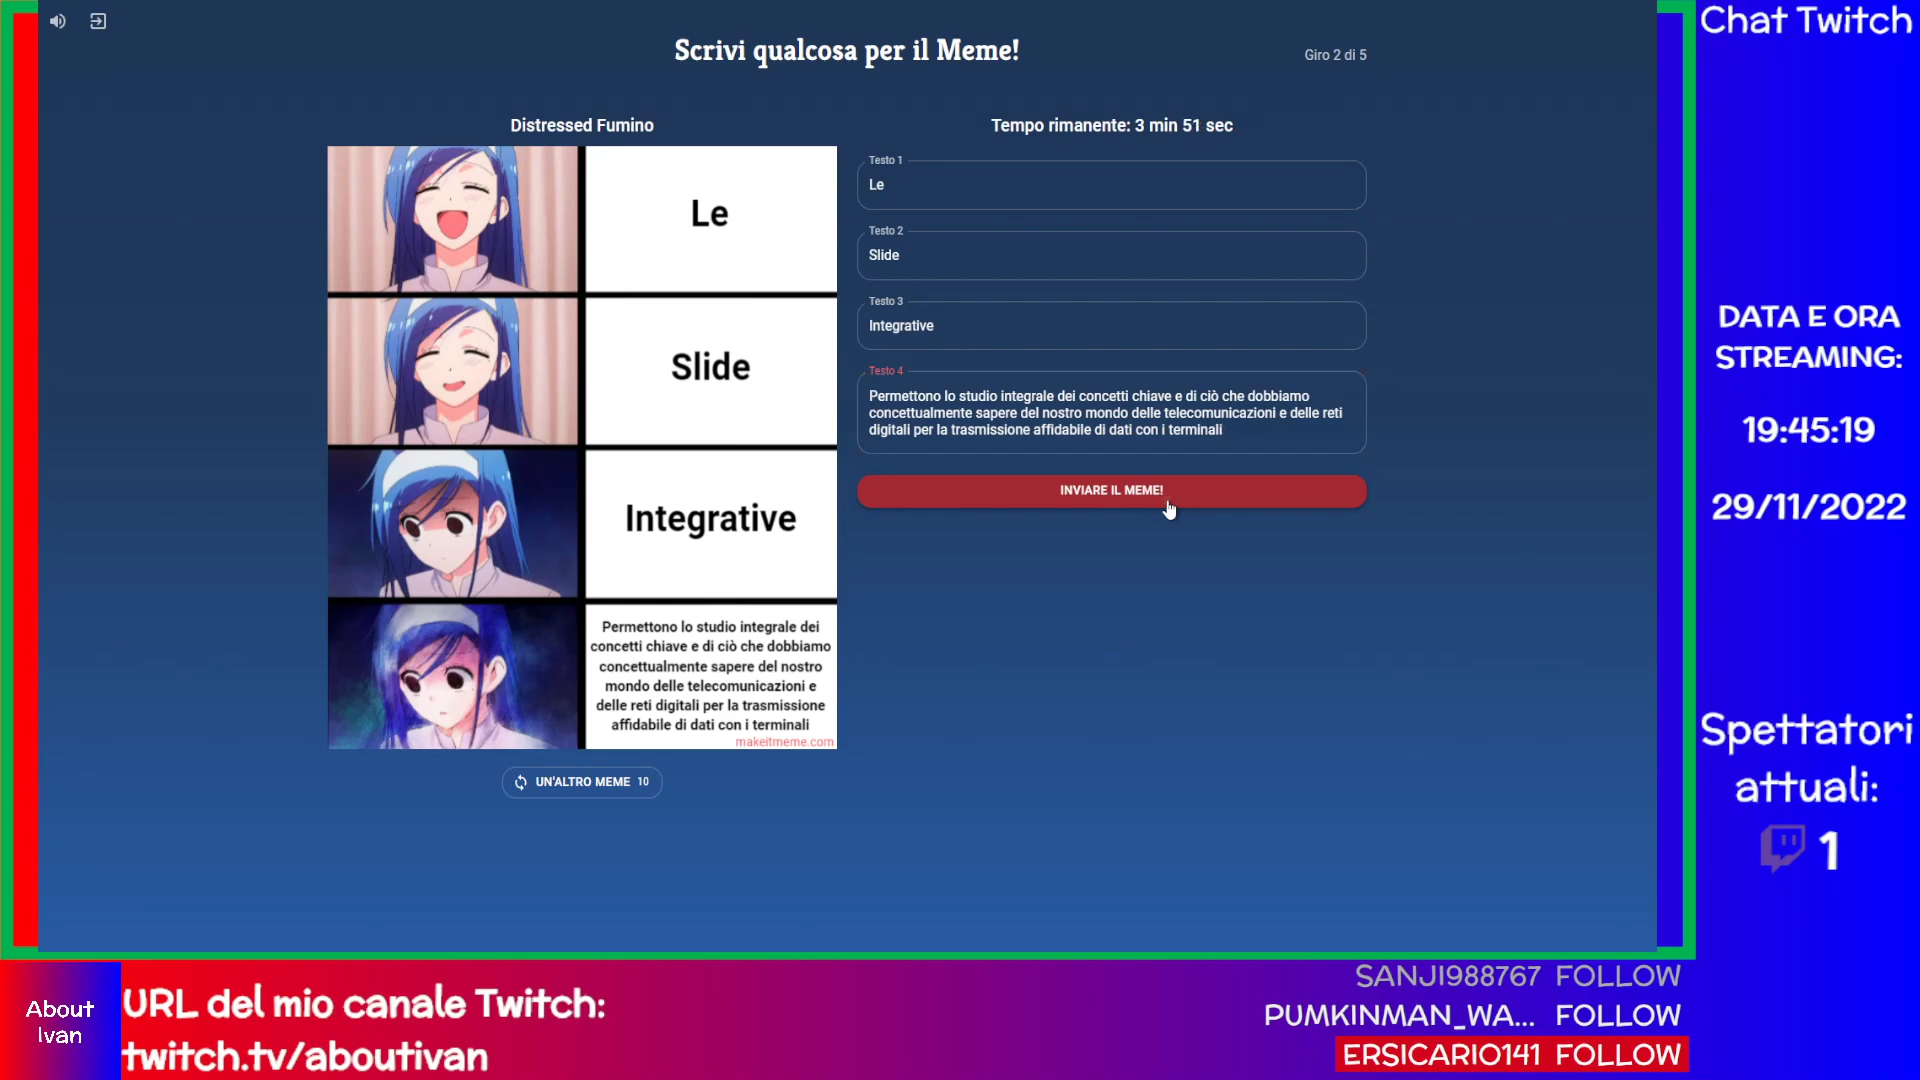 Scrivi qualcosa per il Meme!
Giro 2 di 5
Distressed Fumino
Le
Slide
Integrative
Permettono lo studio integrale dei
concetti chiave e di ciò che dobbiamo
concettualmente sapere del nostro
mondo delle telecomunicazioni e
delle reti digitali per la trasmissione
affidabile di dati con i terminali
makeitmeme.com
UN'ALTRO MEME 10
Tempo rimanente: 3 min 51 sec
Testo 1
Le
Testo 2
Slide
Testo 3
Integrative
Testo 4
Permettono lo studio integrale dei concetti chiave e di ciò che dobbiamo
concettualmente sapere del nostro mondo delle telecomunicazioni e delle reti
digitali per la trasmissione affidabile di dati con i terminali
INVIARE IL MEME!
Chat Twitch
DATA E ORA
STREAMING:
19:45:19
29/11/2022
Spettatori
attuali:
1
About
Ivan
URL del mio canale Twitch:
twitch.tv/aboutivan
SANJI988767 FOLLOW
PUMKINMAN_WA... FOLLOW
ERSICARIO141 FOLLOW